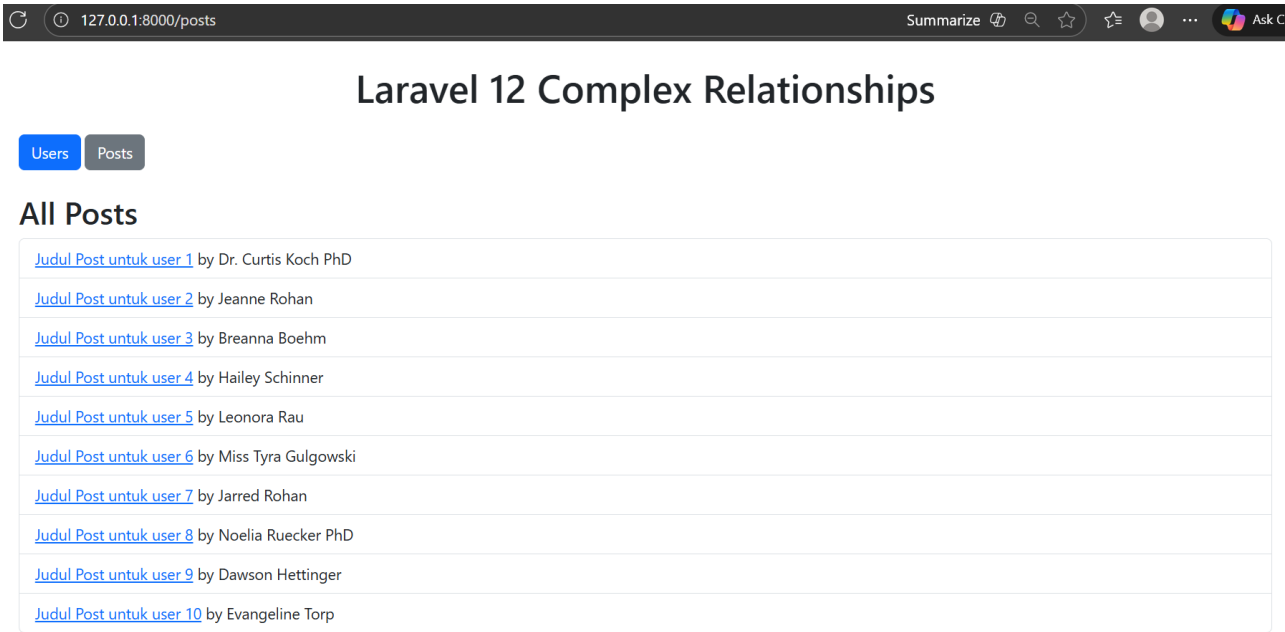 127.0.0.1:8000/posts Summarize Ask C
Laravel 12 Complex Relationships
Users Posts
All Posts
Judul Post untuk user 1 by Dr. Curtis Koch PhD
Judul Post untuk user 2 by Jeanne Rohan
Judul Post untuk user 3 by Breanna Boehm
Judul Post untuk user 4 by Hailey Schinner
Judul Post untuk user 5 by Leonora Rau
Judul Post untuk user 6 by Miss Tyra Gulgowski
Judul Post untuk user 7 by Jarred Rohan
Judul Post untuk user 8 by Noelia Ruecker PhD
Judul Post untuk user 9 by Dawson Hettinger
Judul Post untuk user 10 by Evangeline Torp